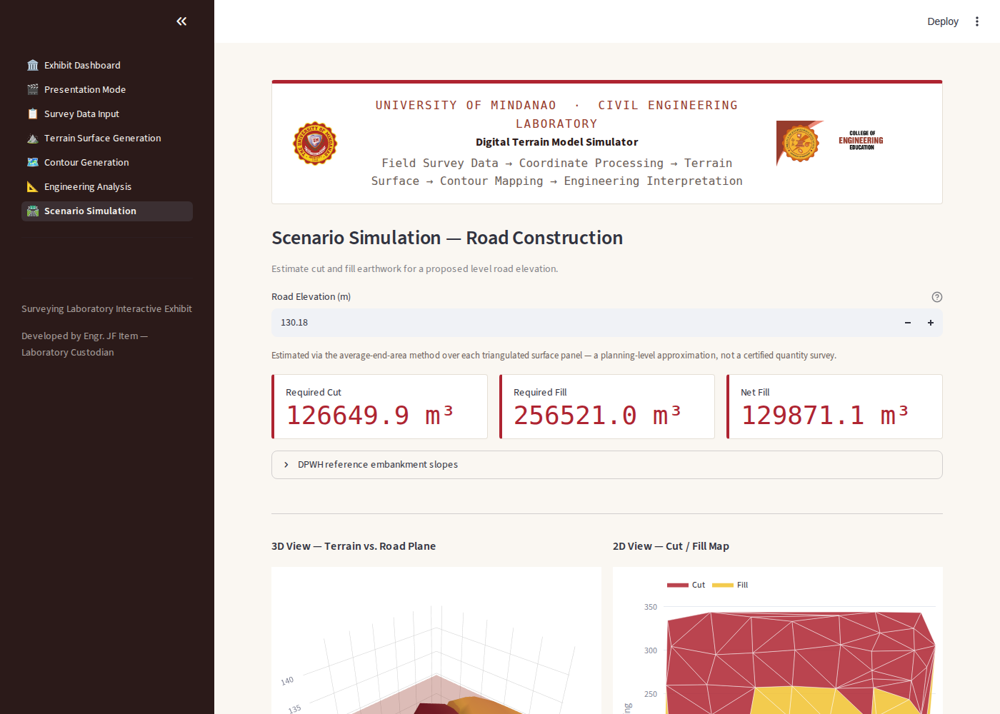 Deploy
Exhibit Dashboard
Presentation Mode
Survey Data Input
Terrain Surface Generation
Contour Generation
Engineering Analysis
Scenario Simulation
Surveying Laboratory Interactive Exhibit
Developed by Engr. JF Item —
Laboratory Custodian
UNIVERSITY OF MINDANAO · CIVIL ENGINEERING
LABORATORY
Digital Terrain Model Simulator
Field Survey Data → Coordinate Processing → Terrain
Surface → Contour Mapping → Engineering Interpretation
COLLEGE OF
ENGINEERING
EDUCATION
Scenario Simulation — Road Construction
Estimate cut and fill earthwork for a proposed level road elevation.
Road Elevation (m)
130.18
Estimated via the average-end-area method over each triangulated surface panel — a planning-level approximation, not a certified quantity survey.
Required Cut
126649.9 m³
Required Fill
256521.0 m³
Net Fill
129871.1 m³
DPWH reference embankment slopes
3D View — Terrain vs. Road Plane
140
135
2D View — Cut / Fill Map
Cut
Fill
350
300
250